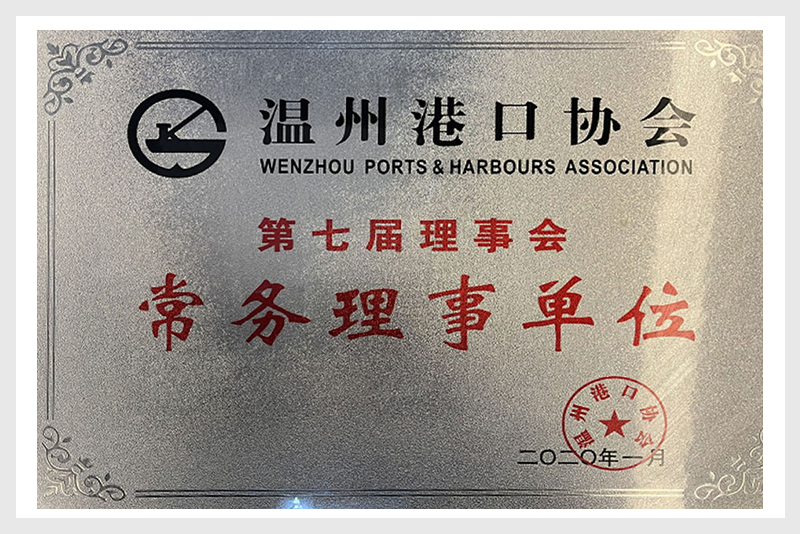 温州港口协会
WENZHOU PORTS & HARBOURS ASSOCIATION
第七届理事会
常务理事单位
温州港口协会
二〇二〇年一月